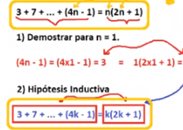 3 + 7 + ... + (4n - 1) = n(2n + 1)
1) Demostrar para n = 1.
(4n - 1) = (4x1 - 1) = 3 = 1(2x1 + 1) =
2) Hipótesis Inductiva
3 + 7 + ... + (4k - 1) = k(2k + 1)